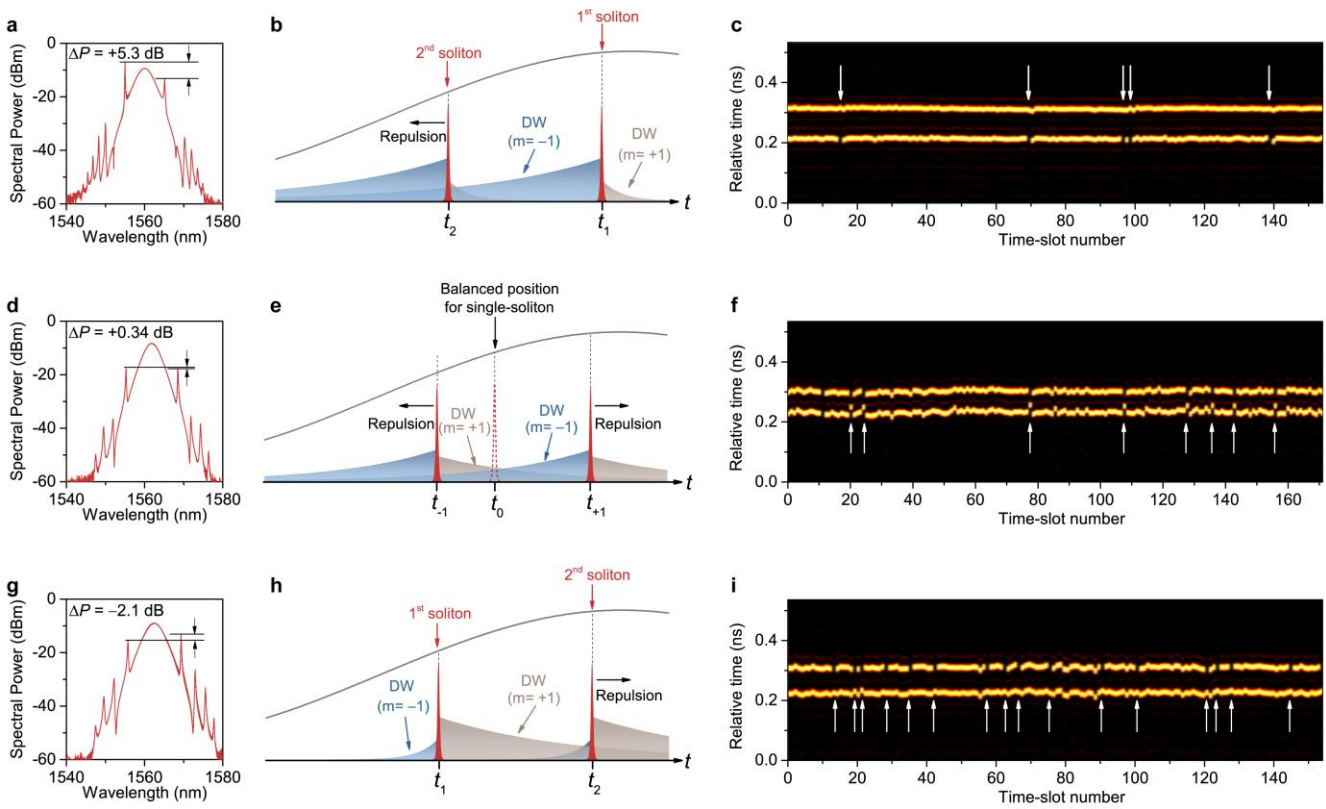 a
ΔP = +5.3 dB
Spectral Power (dBm)
0
-20
-40
-60
1540
1560
1580
Wavelength (nm)
b
1st soliton
2nd soliton
Repulsion
DW
(m= –1)
DW
(m= +1)
t2
t1
t
c
Relative time (ns)
0.4
0.2
0.0
0
20
40
60
80
100
120
140
Time-slot number
d
ΔP = +0.34 dB
Spectral Power (dBm)
0
-20
-40
-60
1540
1560
1580
Wavelength (nm)
e
Balanced position
for single-soliton
Repulsion
DW
(m= +1)
DW
(m= –1)
Repulsion
t-1
t0
t+1
t
f
Relative time (ns)
0.4
0.2
0.0
0
20
40
60
80
100
120
140
160
Time-slot number
g
ΔP = –2.1 dB
Spectral Power (dBm)
0
-20
-40
-60
1540
1560
1580
Wavelength (nm)
h
2nd soliton
1st soliton
DW
(m= –1)
DW
(m= +1)
Repulsion
t1
t2
t
i
Relative time (ns)
0.4
0.2
0.0
0
20
40
60
80
100
120
140
Time-slot number